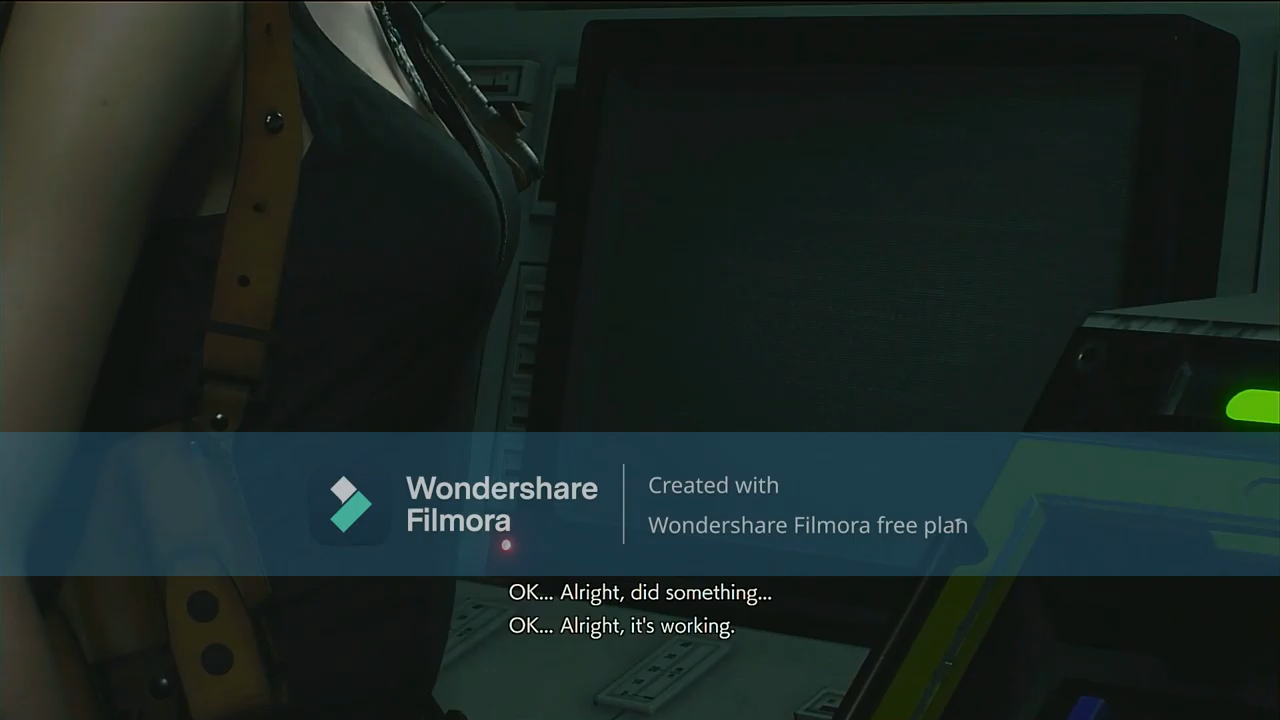 Wondershare
Filmora
Created with
Wondershare Filmora free plan
OK... Alright, did something...
OK... Alright, it's working.